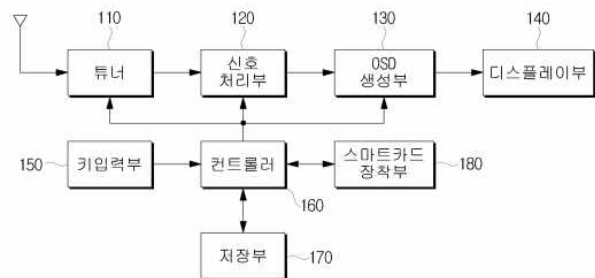 110
120
130
140
튜너
신호
처리부
OSD
생성부
디스플레이부
150
키입력부
컨트롤러
160
스마트카드
장착부
180
저장부
170